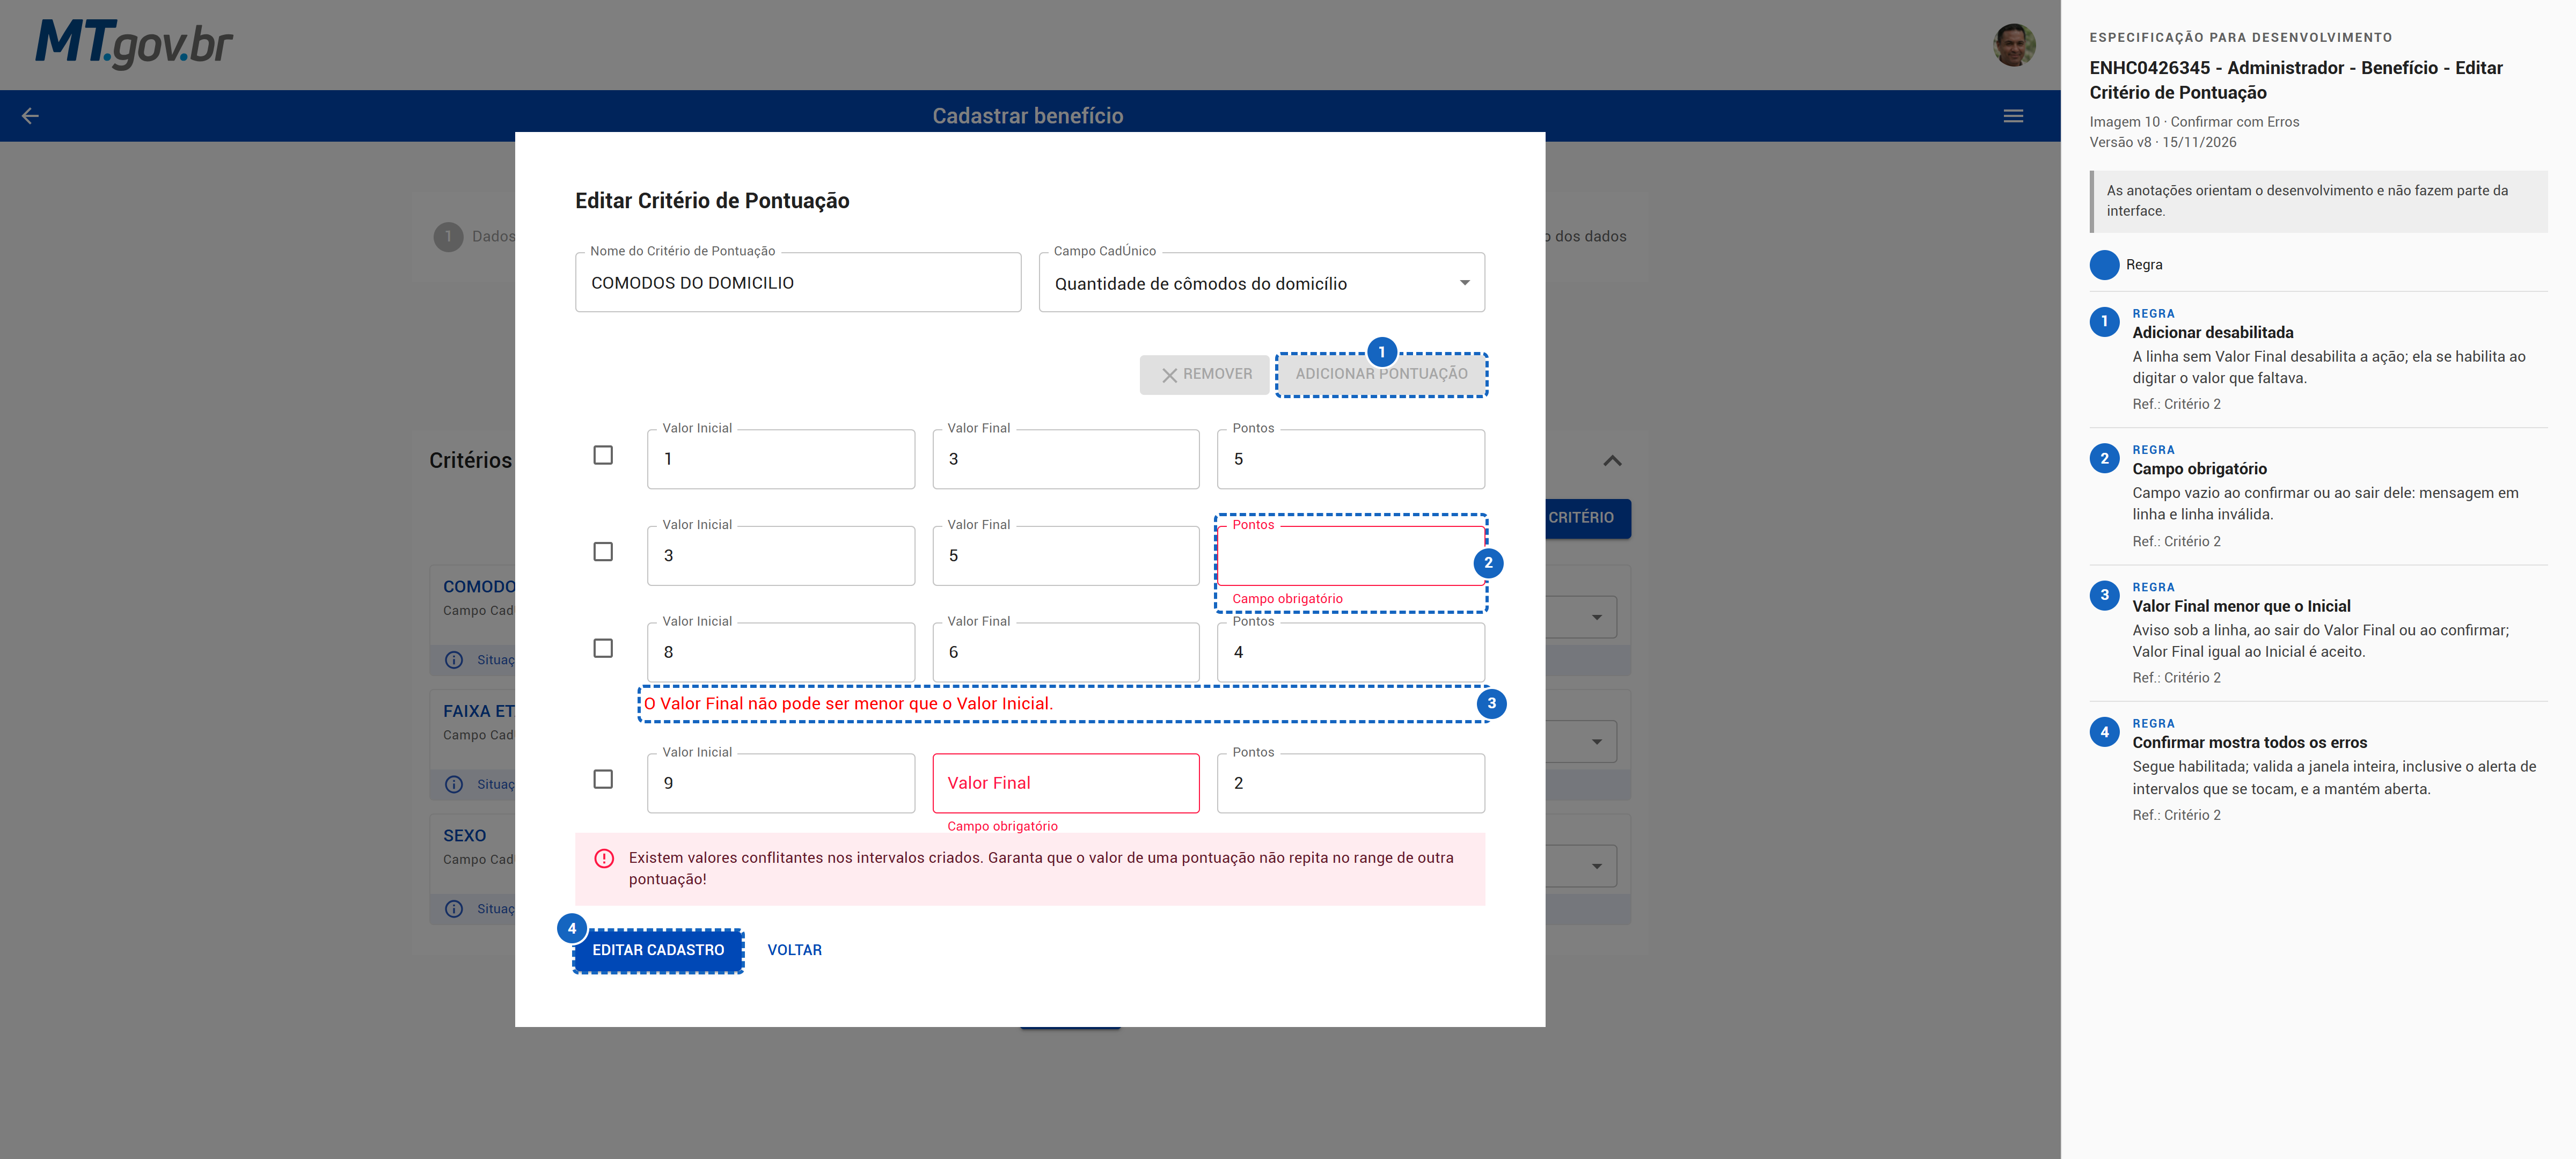 MT.gov.br
Cadastrar benefício
1 Dados
o dos dados
Critérios
CRITÉRIO
COMODO
Campo Cad
Situaç
FAIXA ET
Campo Cad
Situaç
SEXO
Campo Cad
Situaç
Editar Critério de Pontuação
Nome do Critério de Pontuação
COMODOS DO DOMICILIO
Campo CadÚnico
Quantidade de cômodos do domicílio
REMOVER
1
ADICIONAR PONTUAÇÃO
Valor Inicial
1
Valor Final
3
Pontos
5
Valor Inicial
3
Valor Final
5
Pontos
2
Campo obrigatório
Valor Inicial
8
Valor Final
6
Pontos
4
O Valor Final não pode ser menor que o Valor Inicial.
3
Valor Inicial
9
Valor Final
Campo obrigatório
Pontos
2
Existem valores conflitantes nos intervalos criados. Garanta que o valor de uma pontuação não repita no range de outra
pontuação!
4
EDITAR CADASTRO
VOLTAR
ESPECIFICAÇÃO PARA DESENVOLVIMENTO
ENHC0426345 - Administrador - Benefício - Editar
Critério de Pontuação
Imagem 10 · Confirmar com Erros
Versão v8 · 15/11/2026
As anotações orientam o desenvolvimento e não fazem parte da
interface.
Regra
1
REGRA
Adicionar desabilitada
A linha sem Valor Final desabilita a ação; ela se habilita ao
digitar o valor que faltava.
Ref.: Critério 2
2
REGRA
Campo obrigatório
Campo vazio ao confirmar ou ao sair dele: mensagem em
linha e linha inválida.
Ref.: Critério 2
3
REGRA
Valor Final menor que o Inicial
Aviso sob a linha, ao sair do Valor Final ou ao confirmar;
Valor Final igual ao Inicial é aceito.
Ref.: Critério 2
4
REGRA
Confirmar mostra todos os erros
Segue habilitada; valida a janela inteira, inclusive o alerta de
intervalos que se tocam, e a mantém aberta.
Ref.: Critério 2